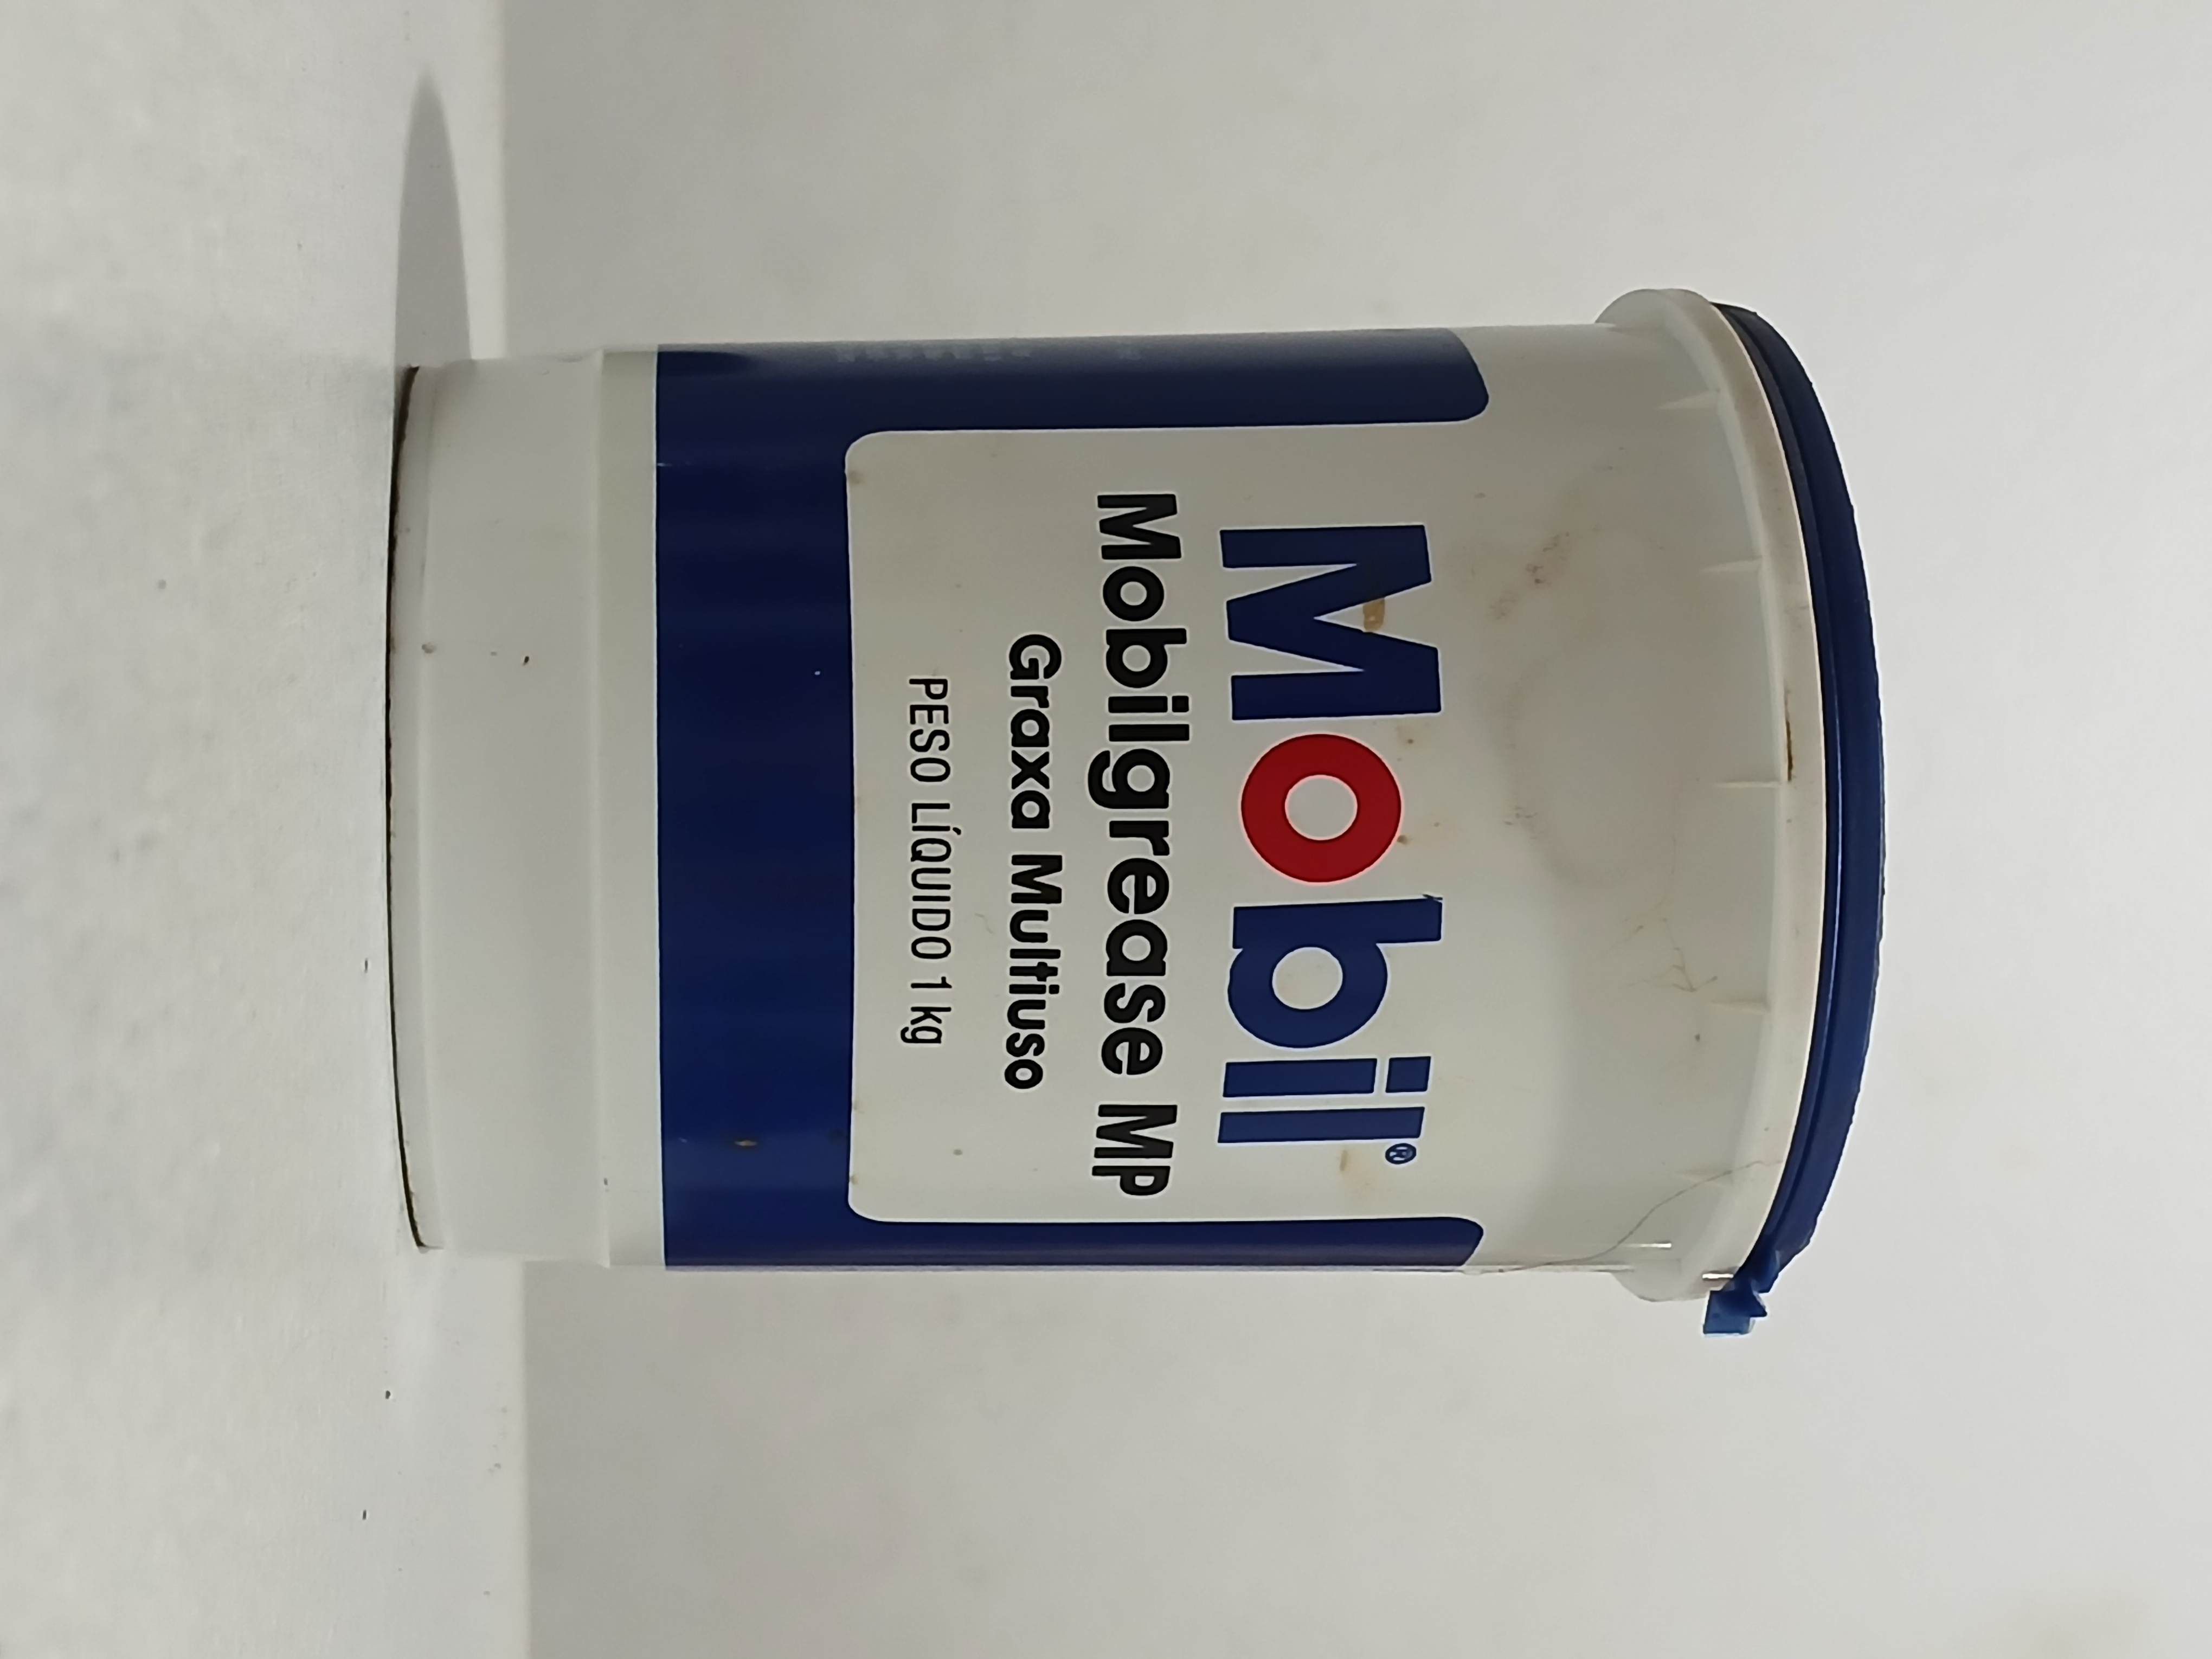 Mobil®
Mobilgrease MP
Graxa Multiuso
PESO LÍQUIDO 1 kg